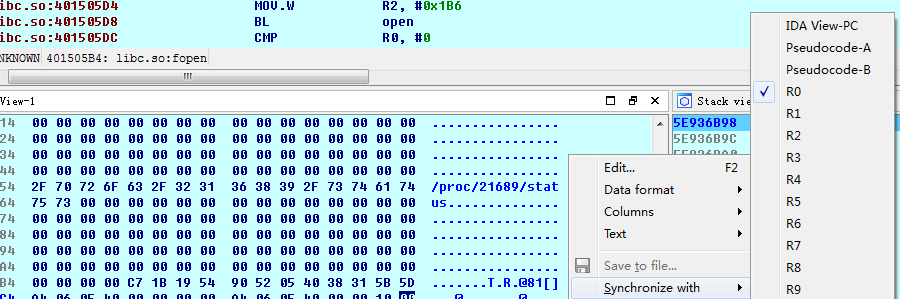 ibc.so:401505D4 MOV.W R2, #0x1B6
ibc.so:401505D8 BL open
ibc.so:401505DC CMP R0, #0
NKNOWN 401505B4: libc.so:fopen
View-1
14 00 00 00 00 00 00 00 00 00 00 00 00 00 00 00 00 ................
24 00 00 00 00 00 00 00 00 00 00 00 00 00 00 00 00 ................
34 00 00 00 00 00 00 00 00 00 00 00 00 00 00 00 00 ................
44 00 00 00 00 00 00 00 00 00 00 00 00 00 00 00 00 ................
54 2F 70 72 6F 63 2F 32 31 36 38 39 2F 73 74 61 74 /proc/21689/stat
64 75 73 00 00 00 00 00 00 00 00 00 00 00 00 00 00 us..............
74 00 00 00 00 00 00 00 00 00 00 00 00 00 00 00 00 ................
84 00 00 00 00 00 00 00 00 00 00 00 00 00 00 00 00 ................
94 00 00 00 00 00 00 00 00 00 00 00 00 00 00 00 00 ................
A4 00 00 00 00 00 00 00 00 00 00 00 00 00 00 00 00 ................
B4 00 00 00 00 C7 1B 19 54 90 52 05 40 38 31 5B 5D .......T.R.@81[]
Stack vie
5E936B98
5E936B9C
Edit... F2
Data format
Columns
Text
Save to file...
Synchronize with
IDA View-PC
Pseudocode-A
Pseudocode-B
R0
R1
R2
R3
R4
R5
R6
R7
R8
R9